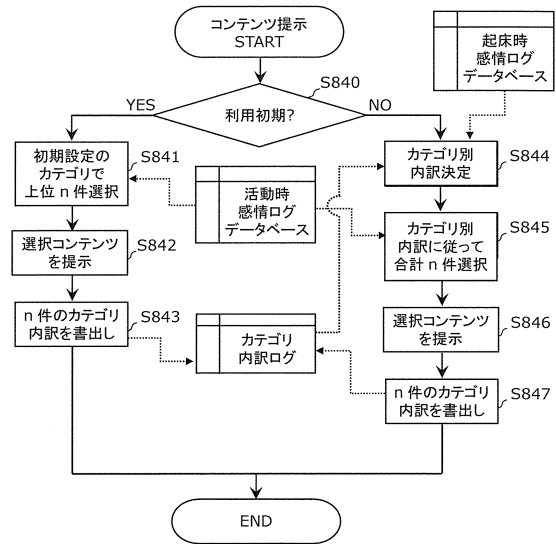 コンテンツ提示
START
起床時
感情ログ
データベース
S840
利用初期?
YES
NO
初期設定の
カテゴリで
上位n件選択
S841
カテゴリ別
内訳決定
S844
活動時
感情ログ
データベース
選択コンテンツ
を提示
S842
カテゴリ別
内訳に従って
合計n件選択
S845
n件のカテゴリ
内訳を書出し
S843
カテゴリ
内訳ログ
選択コンテンツ
を提示
S846
n件のカテゴリ
内訳を書出し
S847
END